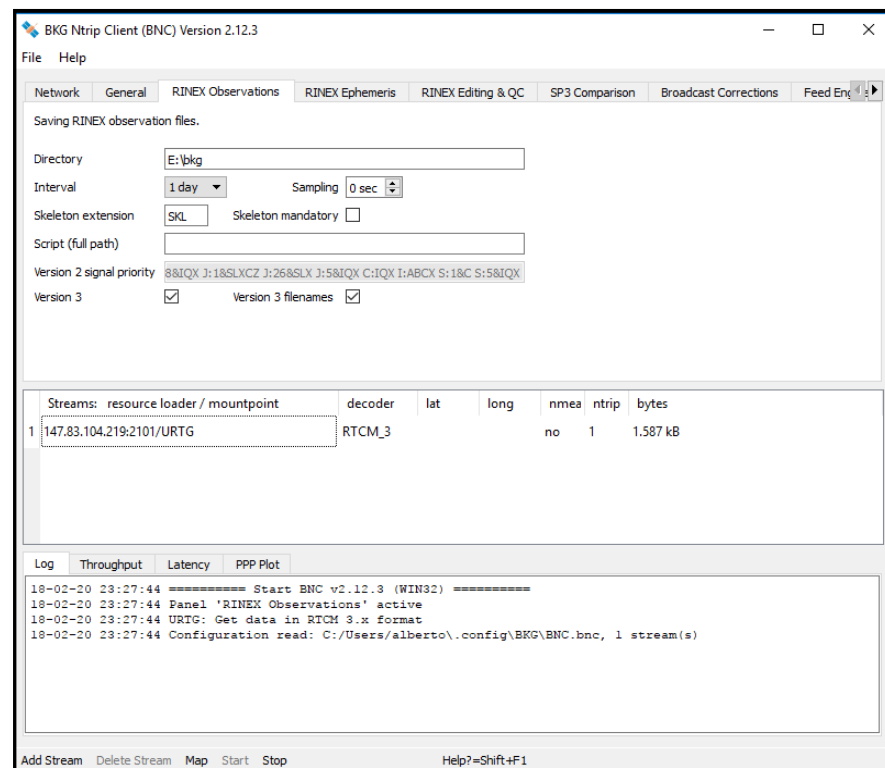 BKG Ntrip Client (BNC) Version 2.12.3
File Help
Network General RINEX Observations RINEX Ephemeris RINEX Editing & QC SP3 Comparison Broadcast Corrections Feed Eng
Saving RINEX observation files.
Directory E:\bkg
Interval 1 day Sampling 0 sec
Skeleton extension SKL Skeleton mandatory
Script (full path)
Version 2 signal priority 8&IQX J:1&SLXCZ J:26&SLX J:5&IQX C:IQX I:ABCX S:1&C S:5&IQX
Version 3 Version 3 filenames
Streams: resource loader / mountpoint decoder lat long nmea ntrip bytes
1 147.83.104.219:2101/URTG RTCM_3 no 1 1.587 kB
Log Throughput Latency PPP Plot
18-02-20 23:27:44 ========== Start BNC v2.12.3 (WIN32) ==========
18-02-20 23:27:44 Panel 'RINEX Observations' active
18-02-20 23:27:44 URTG: Get data in RTCM 3.x format
18-02-20 23:27:44 Configuration read: C:/Users/alberto\.config\BKG\BNC.bnc, 1 stream(s)
Add Stream Delete Stream Map Start Stop Help?=Shift+F1